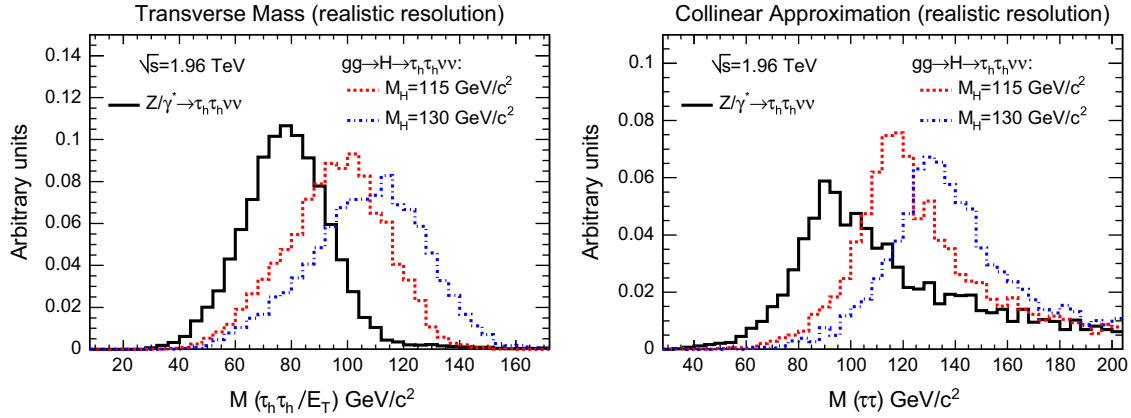 Transverse Mass (realistic resolution)
Arbitrary units
0.14
0.12
0.1
0.08
0.06
0.04
0.02
0
√s=1.96 TeV
Z/γ*→τhτhνν
gg→H→τhτhνν:
MH=115 GeV/c²
MH=130 GeV/c²
20 40 60 80 100 120 140 160
M (τhτh/ET) GeV/c²
Collinear Approximation (realistic resolution)
Arbitrary units
0.1
0.08
0.06
0.04
0.02
0
√s=1.96 TeV
Z/γ*→τhτhνν
gg→H→τhτhνν:
MH=115 GeV/c²
MH=130 GeV/c²
40 60 80 100 120 140 160 180 200
M (ττ) GeV/c²